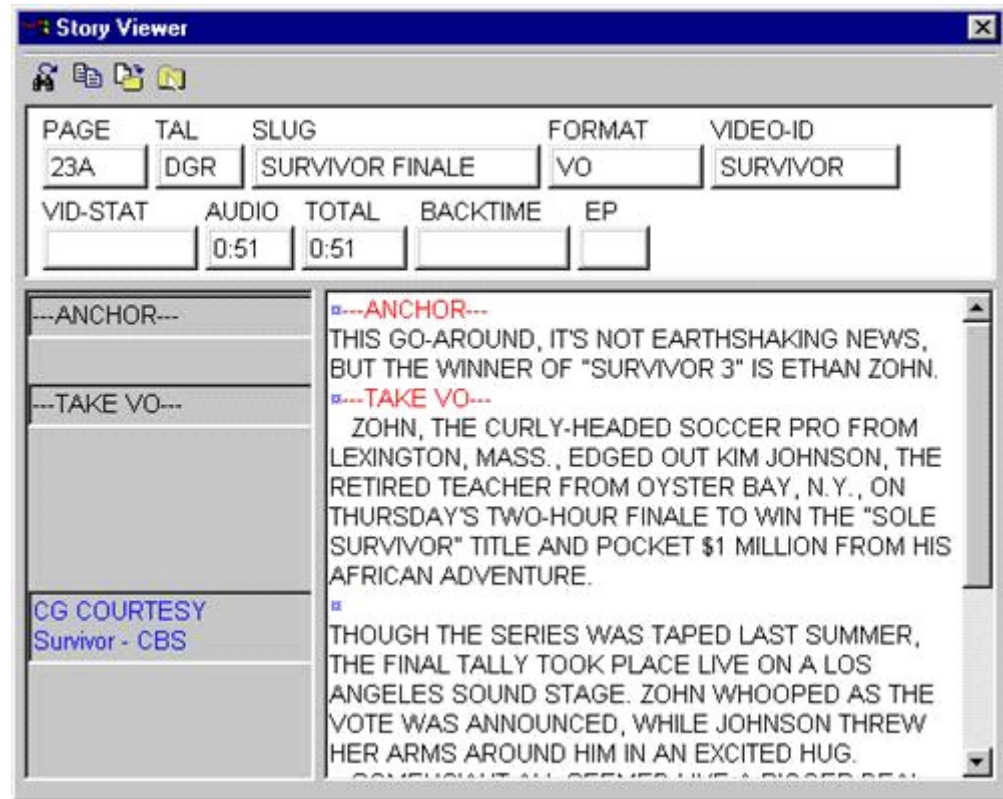 Story Viewer
PAGE TAL SLUG FORMAT VIDEO-ID
23A DGR SURVIVOR FINALE VO SURVIVOR
VID-STAT AUDIO TOTAL BACKTIME EP
0:51 0:51
---ANCHOR---
---TAKE VO---
CG COURTESY
Survivor - CBS
---ANCHOR---
THIS GO-AROUND, IT'S NOT EARTHSHAKING NEWS,
BUT THE WINNER OF "SURVIVOR 3" IS ETHAN ZOHN.
---TAKE VO---
ZOHN, THE CURLY-HEADED SOCCER PRO FROM
LEXINGTON, MASS., EDGED OUT KIM JOHNSON, THE
RETIRED TEACHER FROM OYSTER BAY, N.Y., ON
THURSDAY'S TWO-HOUR FINALE TO WIN THE "SOLE
SURVIVOR" TITLE AND POCKET $1 MILLION FROM HIS
AFRICAN ADVENTURE.
THOUGH THE SERIES WAS TAPED LAST SUMMER,
THE FINAL TALLY TOOK PLACE LIVE ON A LOS
ANGELES SOUND STAGE. ZOHN WHOOPED AS THE
VOTE WAS ANNOUNCED, WHILE JOHNSON THREW
HER ARMS AROUND HIM IN AN EXCITED HUG.